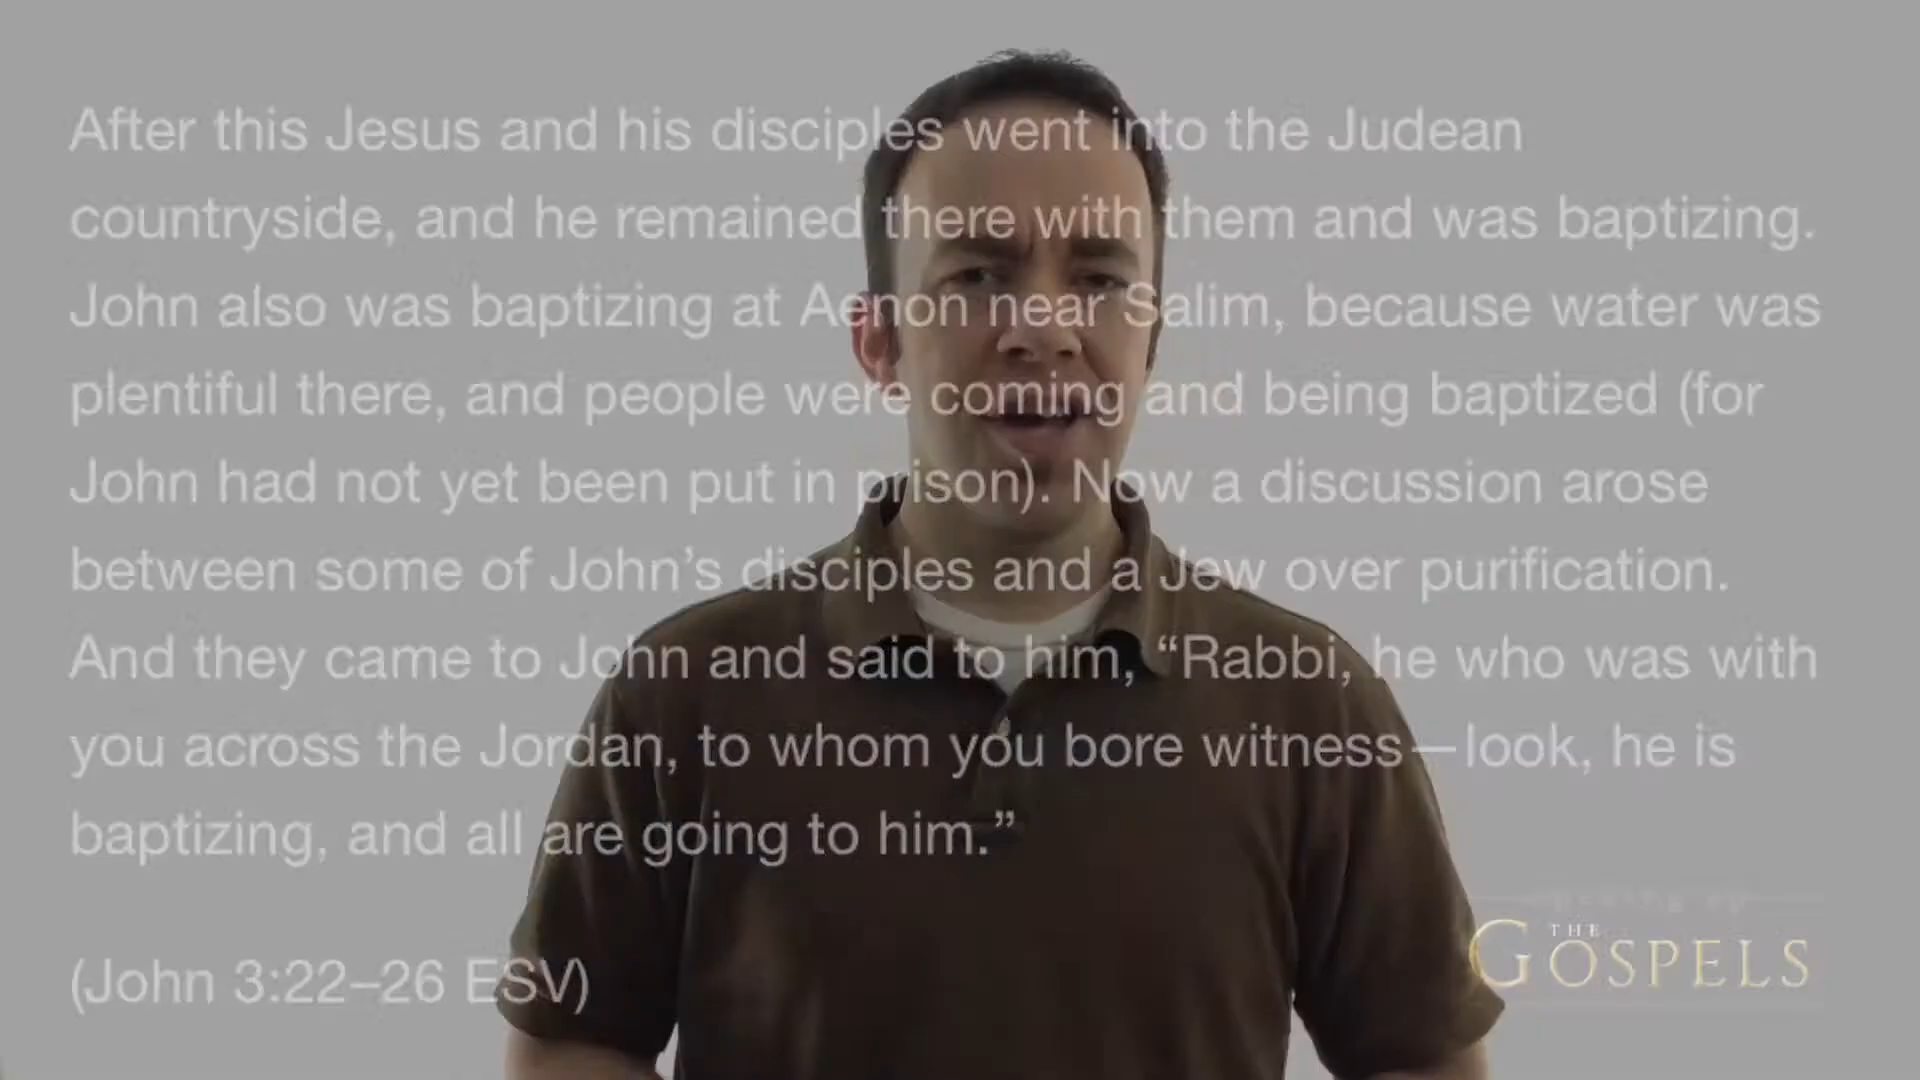 After this Jesus and his disciples went into the Judean
countryside, and he remained there with them and was baptizing.
John also was baptizing at Aenon near Salim, because water was
plentiful there, and people were coming and being baptized (for
John had not yet been put in prison). Now a discussion arose
between some of John’s disciples and a Jew over purification.
And they came to John and said to him, “Rabbi, he who was with
you across the Jordan, to whom you bore witness—look, he is
baptizing, and all are going to him.”
(John 3:22–26 ESV)
THE
GOSPELS